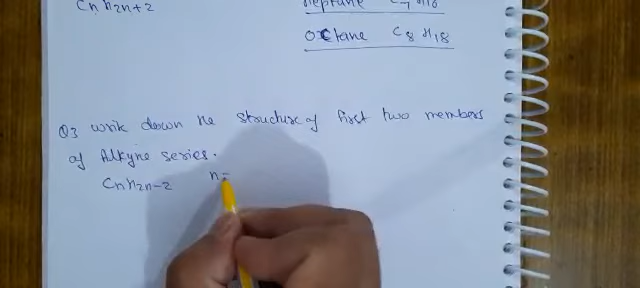 CnH2n+2
Heptane C7H16
Octane C8H18
Q3 write down the structure of first two members
of Alkyne series.
CnH2n-2 n=